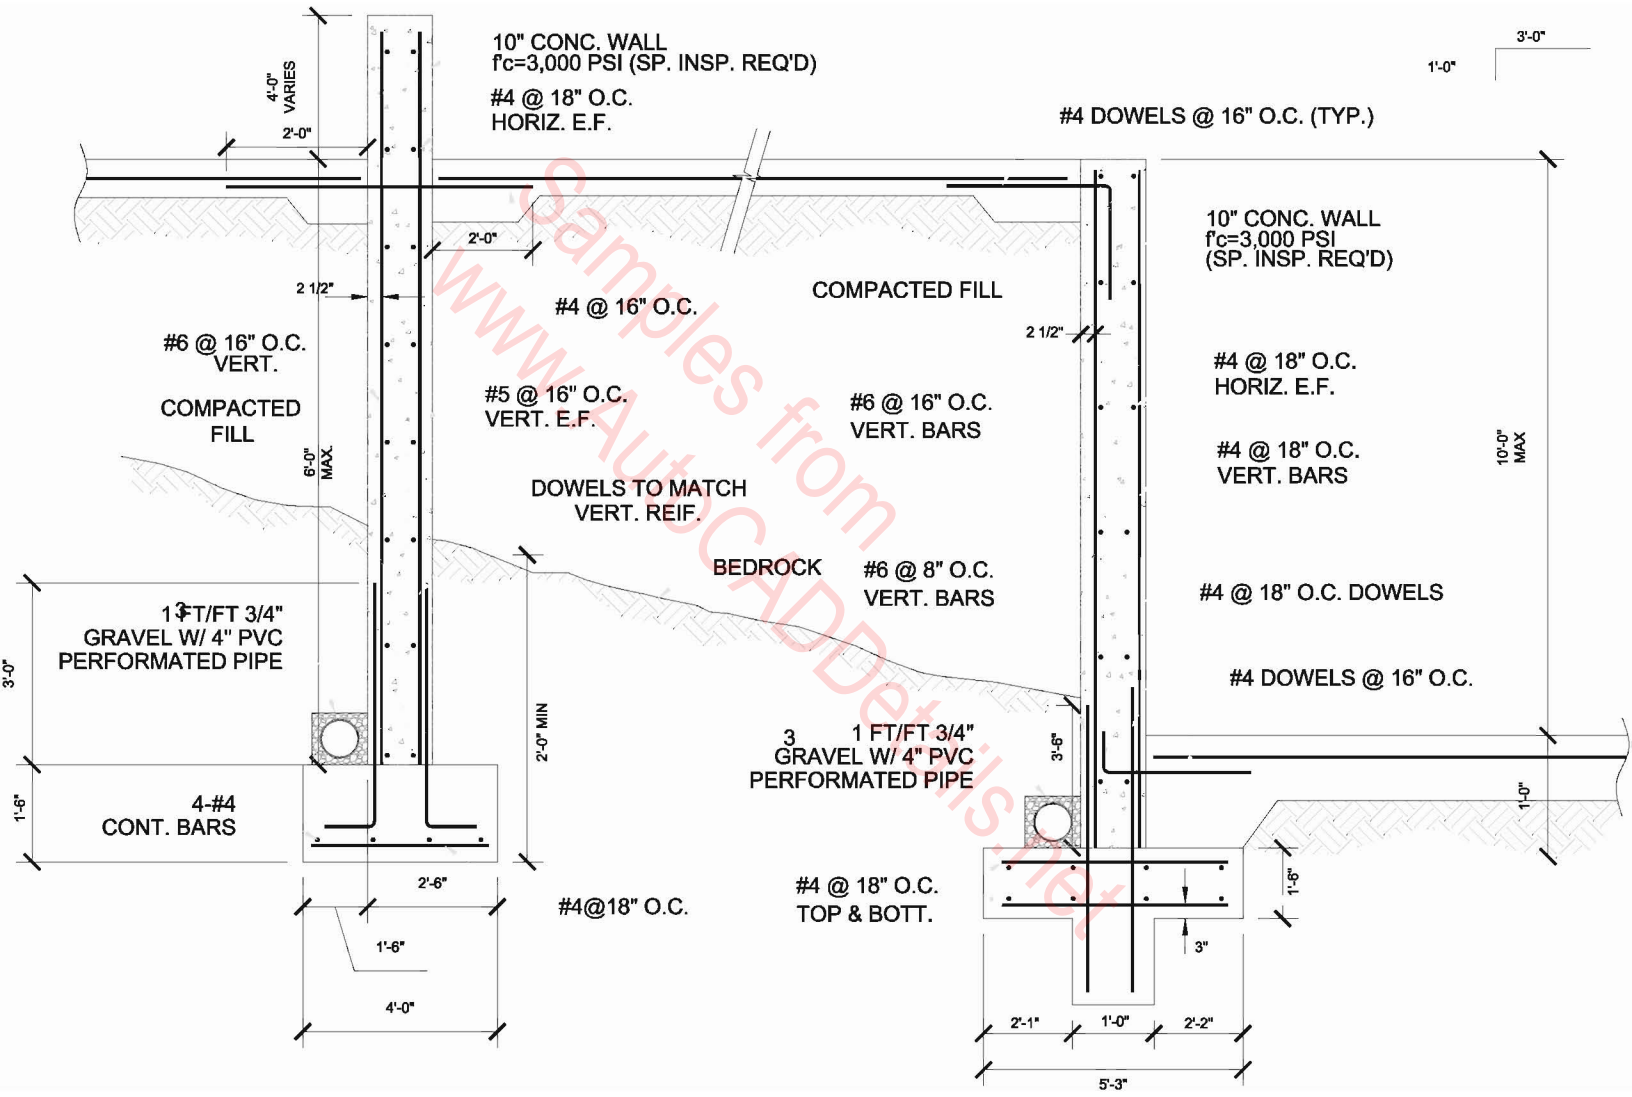 4'-0"
VARIES
10" CONC. WALL
f'c=3,000 PSI (SP. INSP. REQ'D)
#4 @ 18" O.C.
HORIZ. E.F.
3'-0"
1'-0"
#4 DOWELS @ 16" O.C. (TYP.)
2'-0"
2'-0"
10" CONC. WALL
f'c=3,000 PSI
(SP. INSP. REQ'D)
2 1/2"
#4 @ 16" O.C.
COMPACTED FILL
2 1/2"
#6 @ 16" O.C.
VERT.
COMPACTED
FILL
6'-0"
MAX.
#5 @ 16" O.C.
VERT. E.F.
#6 @ 16" O.C.
VERT. BARS
#4 @ 18" O.C.
HORIZ. E.F.
#4 @ 18" O.C.
VERT. BARS
10'-0"
MAX
DOWELS TO MATCH
VERT. REIF.
BEDROCK
#6 @ 8" O.C.
VERT. BARS
#4 @ 18" O.C. DOWELS
#4 DOWELS @ 16" O.C.
3
1 FT/FT 3/4"
GRAVEL W/ 4" PVC
PERFORMATED PIPE
3'-0"
2'-0" MIN
3
1 FT/FT 3/4"
GRAVEL W/ 4" PVC
PERFORMATED PIPE
3'-6"
1'-0"
1'-6"
4-#4
CONT. BARS
2'-6"
#4@18" O.C.
#4 @ 18" O.C.
TOP & BOTT.
1'-6"
1'-6"
3"
4'-0"
2'-1"
1'-0"
2'-2"
5'-3"
Samples from
www.AutoCADDetails.net